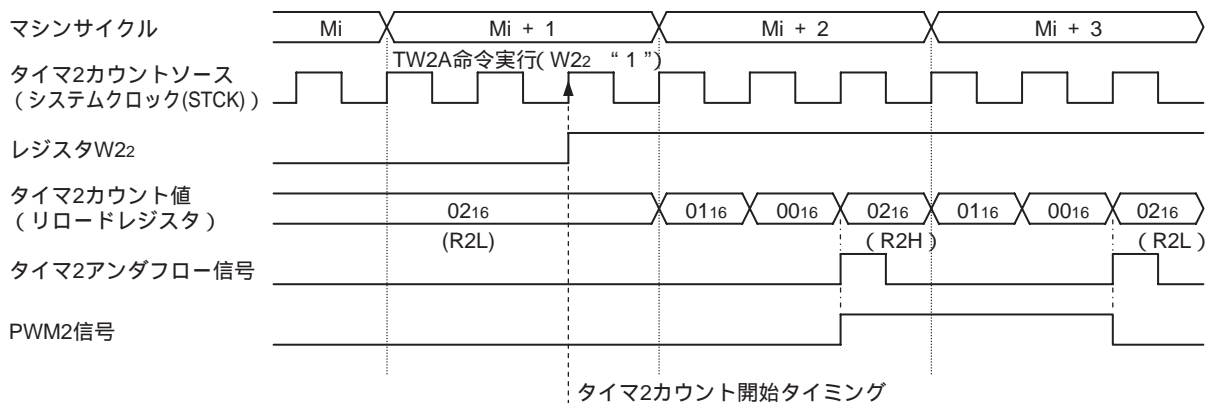 マシンサイクル Mi Mi + 1 Mi + 2 Mi + 3
TW2A命令実行( W22 “ 1 ”)
タイマ2カウントソース
(システムクロック(STCK))
レジスタW22
タイマ2カウント値
(リロードレジスタ)
0216 0116 0016 0216 0116 0016 0216
(R2L) (R2H) (R2L)
タイマ2アンダフロー信号
PWM2信号
タイマ2カウント開始タイミング